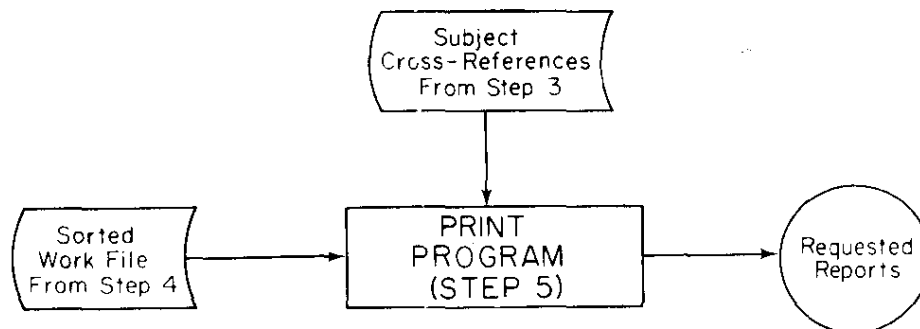 Subject
Cross-References
From Step 3
Sorted
Work File
From Step 4
PRINT
PROGRAM
(STEP 5)
Requested
Reports